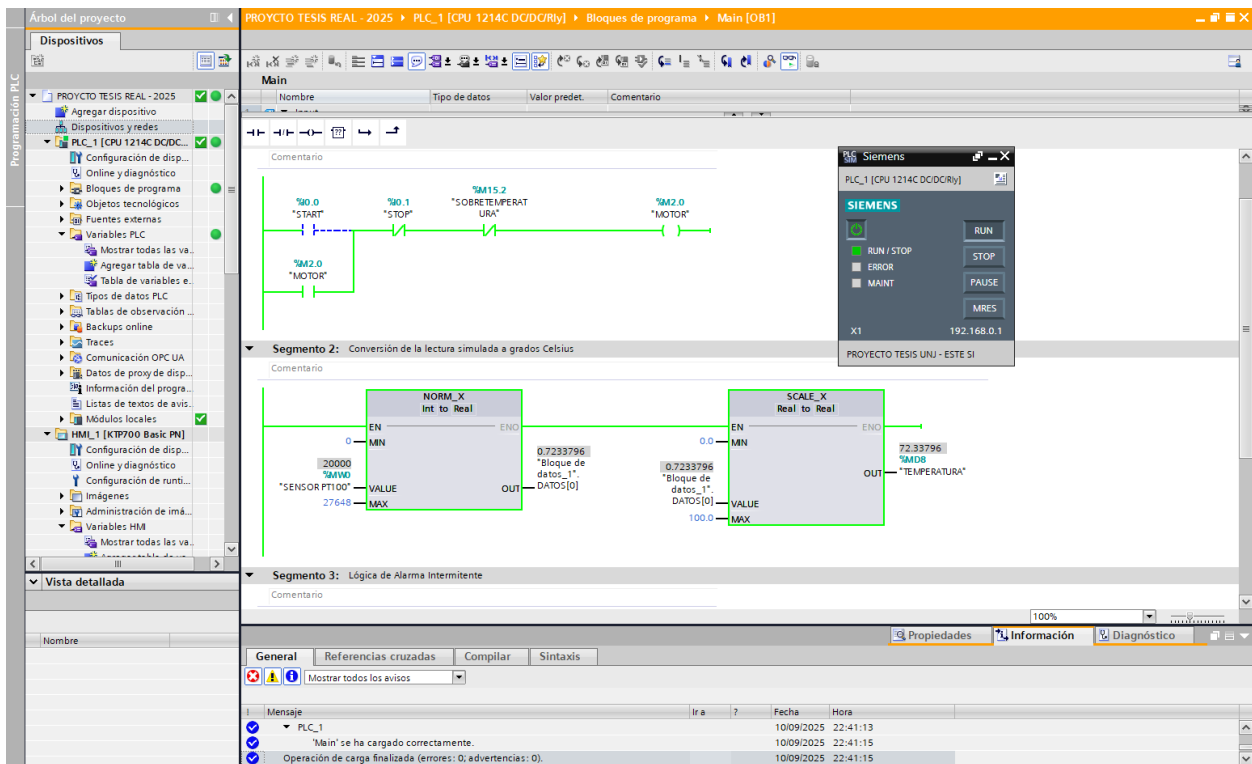 Árbol del proyecto
PROYCTO TESIS REAL - 2025 ▸ PLC_1 [CPU 1214C DC/DC/Rly] ▸ Bloques de programa ▸ Main [OB1]
Dispositivos
Programación PLC
PROYCTO TESIS REAL - 2025
Agregar dispositivo
Dispositivos y redes
PLC_1 [CPU 1214C DC/DC...
Configuración de disp...
Online y diagnóstico
Bloques de programa
Objetos tecnológicos
Fuentes externas
Variables PLC
Mostrar todas las va..
Agregar tabla de va..
Tabla de variables e.
Tipos de datos PLC
Tablas de observación ..
Backups online
Traces
Comunicación OPC UA
Datos de proxy de disp...
Información del progra...
Listas de textos de avis.
Módulos locales
HMI_1 [KTP700 Basic PN]
Configuración de disp...
Online y diagnóstico
Configuración de runti...
Imágenes
Administración de imá...
Variables HMI
Mostrar todas las va..
Vista detallada
Nombre
Main
Nombre Tipo de datos Valor predet. Comentario
Comentario
%I0.0
"START"
%I0.1
"STOP"
%M15.2
"SOBRETEMPERAT
URA"
%M2.0
"MOTOR"
%M2.0
"MOTOR"
Segmento 2: Conversión de la lectura simulada a grados Celsius
Comentario
NORM_X
Int to Real
EN ENO
0 MIN
20000
%MW0
"SENSOR PT100" VALUE
27648 MAX
OUT
0.7233796
"Bloque de
datos_1".
DATOS[0]
SCALE_X
Real to Real
EN ENO
0.0 MIN
0.7233796
"Bloque de
datos_1".
DATOS[0] VALUE
100.0 MAX
OUT
72.33796
%MD8
"TEMPERATURA"
Segmento 3: Lógica de Alarma Intermitente
Comentario
100%
PLC SIM Siemens
PLC_1 [CPU 1214C DC/DC/Rly]
SIEMENS
RUN
RUN / STOP
STOP
ERROR
MAINT
PAUSE
MRES
X1 192.168.0.1
PROYECTO TESIS UNJ - ESTE SI
Propiedades Información Diagnóstico
General Referencias cruzadas Compilar Sintaxis
Mostrar todos los avisos
! Mensaje Ir a ? Fecha Hora
PLC_1 10/09/2025 22:41:13
'Main' se ha cargado correctamente. 10/09/2025 22:41:15
Operación de carga finalizada (errores: 0; advertencias: 0). 10/09/2025 22:41:15